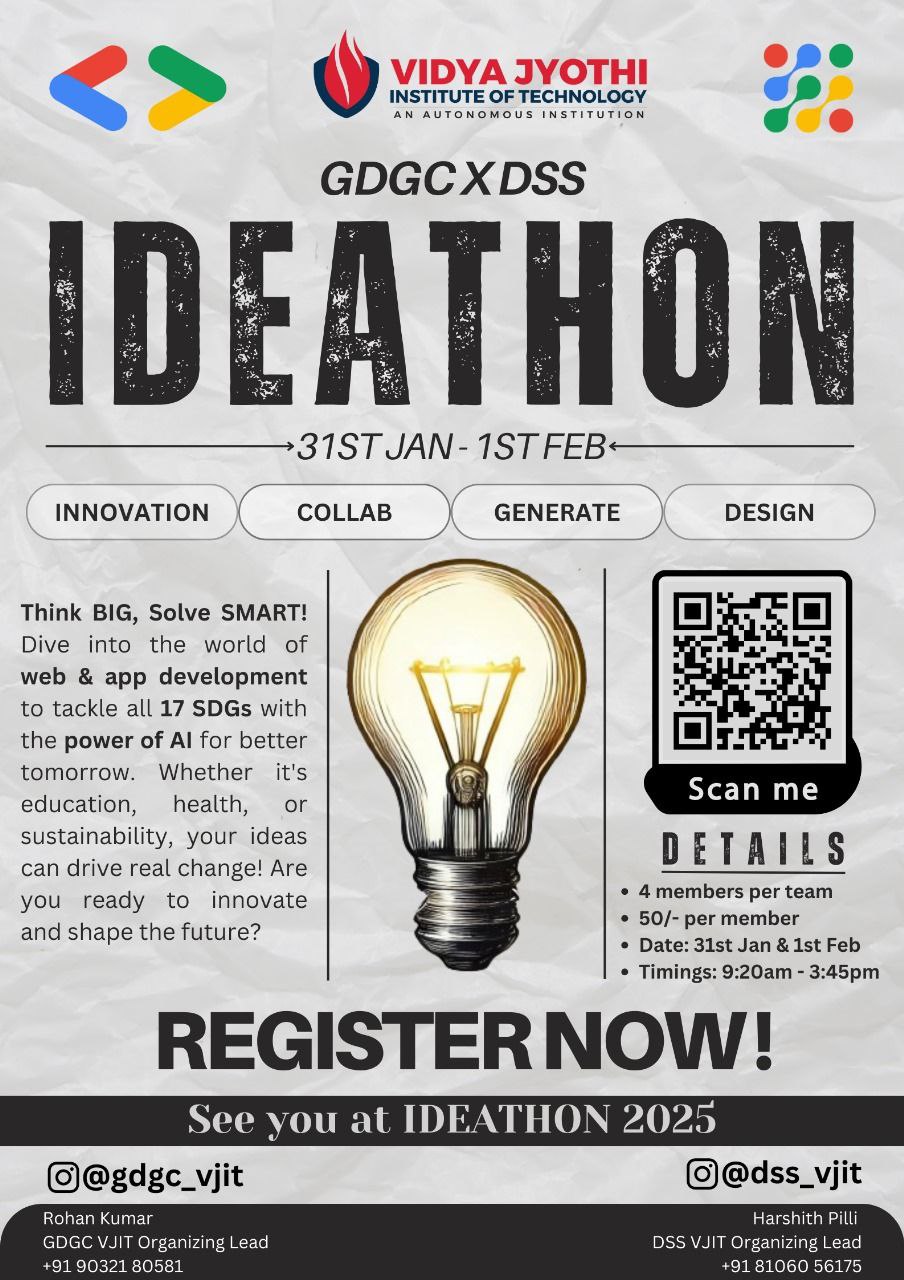 VIDYA JYOTHI
INSTITUTE OF TECHNOLOGY
AN AUTONOMOUS INSTITUTION
GDGC X DSS
IDEATHON
31ST JAN - 1ST FEB
INNOVATION
COLLAB
GENERATE
DESIGN
Think BIG, Solve SMART!
Dive into the world of
web & app development
to tackle all 17 SDGs with
the power of AI for better
tomorrow. Whether it's
education, health, or
sustainability, your ideas
can drive real change! Are
you ready to innovate
and shape the future?
Scan me
DETAILS
• 4 members per team
• 50/- per member
• Date: 31st Jan & 1st Feb
• Timings: 9:20am - 3:45pm
REGISTER NOW!
See you at IDEATHON 2025
@gdgc_vjit
@dss_vjit
Rohan Kumar
GDGC VJIT Organizing Lead
+91 90321 80581
Harshith Pilli
DSS VJIT Organizing Lead
+91 81060 56175